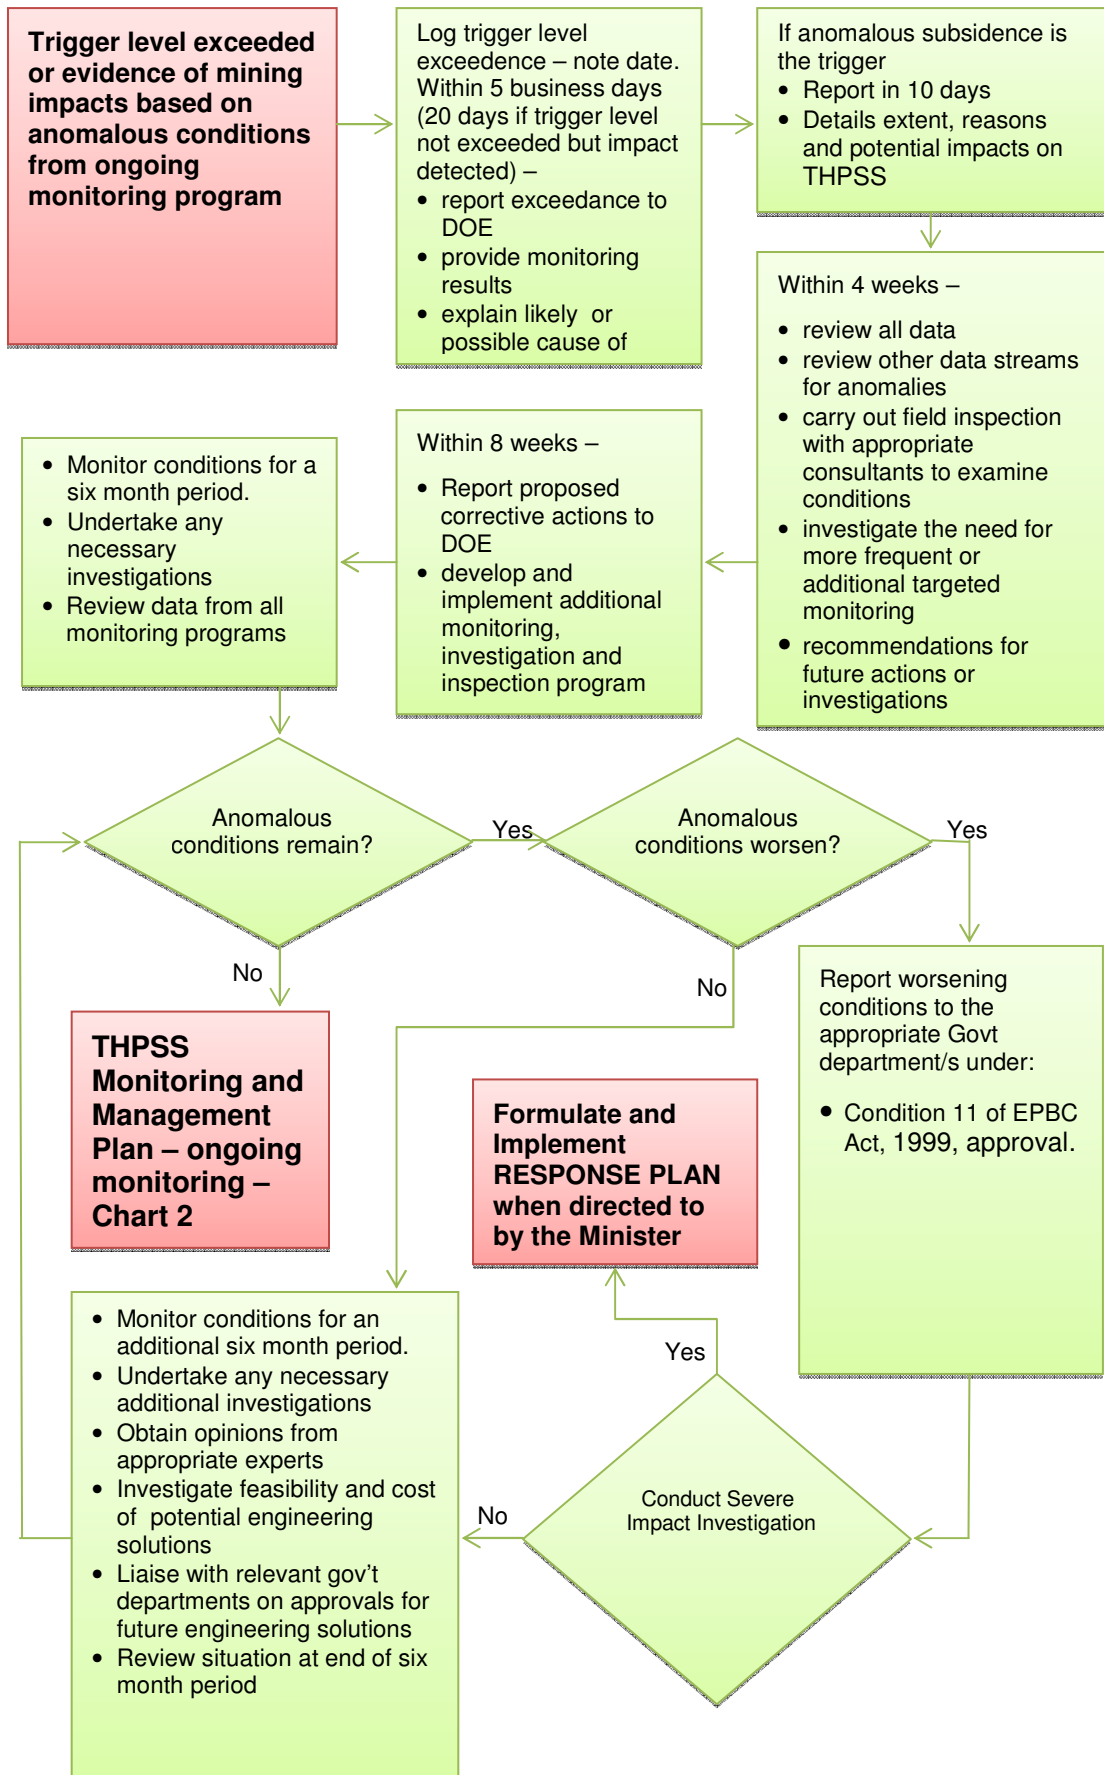 Trigger level exceeded
or evidence of mining
impacts based on
anomalous conditions
from ongoing
monitoring program
Log trigger level
exceedence – note date.
Within 5 business days
(20 days if trigger level
not exceeded but impact
detected) –
• report exceedance to
DOE
• provide monitoring
results
• explain likely or
possible cause of
If anomalous subsidence is
the trigger
• Report in 10 days
• Details extent, reasons
and potential impacts on
THPSS
Within 4 weeks –
• review all data
• review other data streams
for anomalies
• carry out field inspection
with appropriate
consultants to examine
conditions
• investigate the need for
more frequent or
additional targeted
monitoring
• recommendations for
future actions or
investigations
Within 8 weeks –
• Report proposed
corrective actions to
DOE
• develop and
implement additional
monitoring,
investigation and
inspection program
• Monitor conditions for a
six month period.
• Undertake any
necessary
investigations
• Review data from all
monitoring programs
Anomalous
conditions remain?
Yes
Anomalous
conditions worsen?
Yes
No
No
THPSS
Monitoring and
Management
Plan – ongoing
monitoring –
Chart 2
Report worsening
conditions to the
appropriate Govt
department/s under:
• Condition 11 of EPBC
Act, 1999, approval.
Formulate and
Implement
RESPONSE PLAN
when directed to
by the Minister
Yes
Conduct Severe
Impact Investigation
No
• Monitor conditions for an
additional six month period.
• Undertake any necessary
additional investigations
• Obtain opinions from
appropriate experts
• Investigate feasibility and cost
of potential engineering
solutions
• Liaise with relevant gov't
departments on approvals for
future engineering solutions
• Review situation at end of six
month period